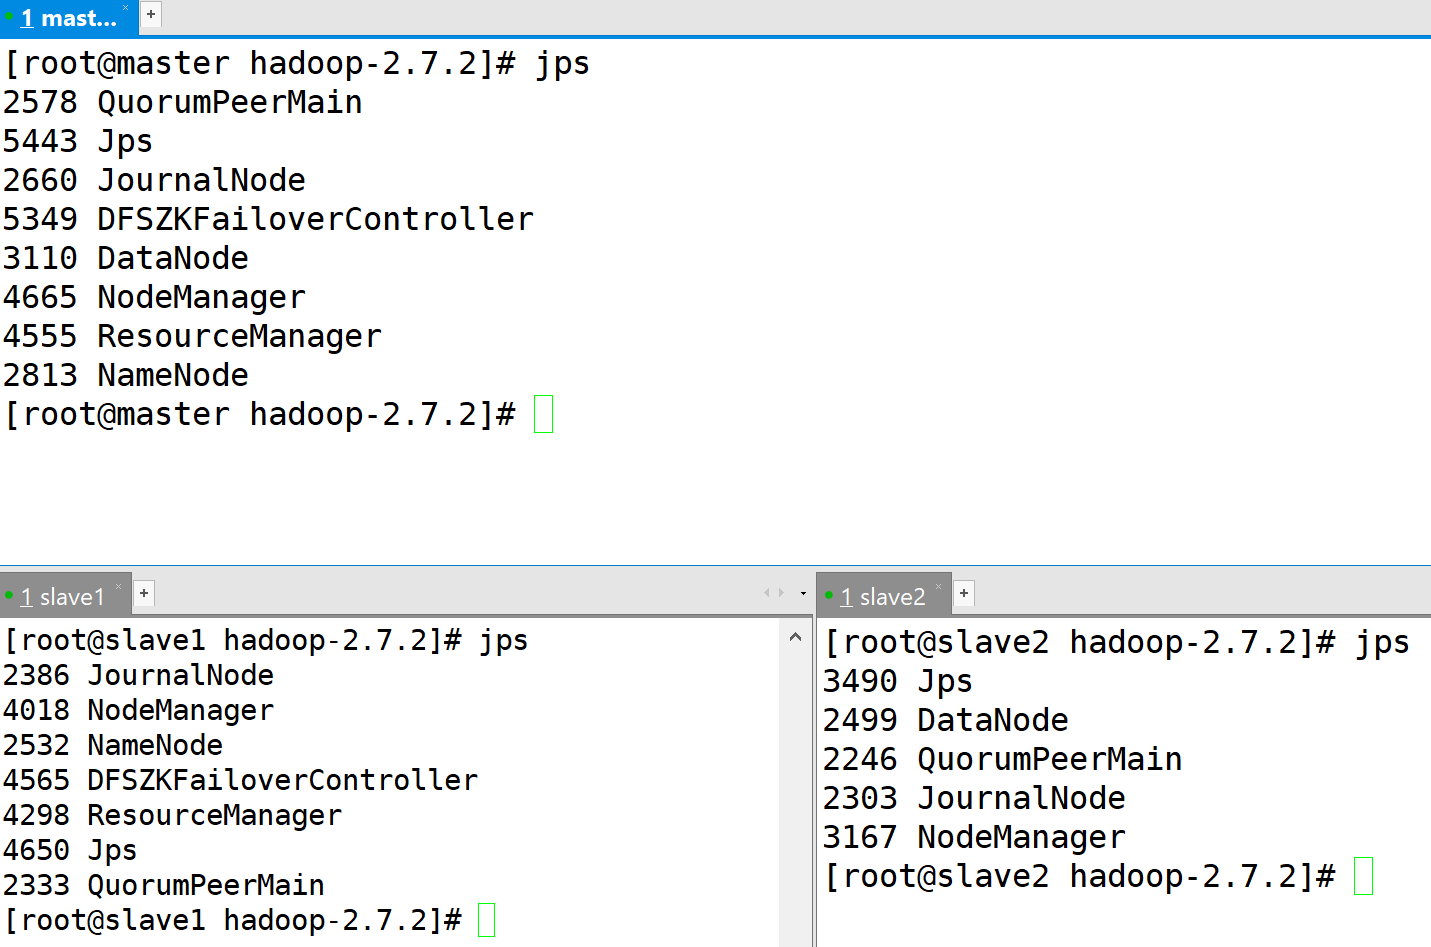 1 mast... × +
[root@master hadoop-2.7.2]# jps
2578 QuorumPeerMain
5443 Jps
2660 JournalNode
5349 DFSZKFailoverController
3110 DataNode
4665 NodeManager
4555 ResourceManager
2813 NameNode
[root@master hadoop-2.7.2]#
1 slave1 × +
[root@slave1 hadoop-2.7.2]# jps
2386 JournalNode
4018 NodeManager
2532 NameNode
4565 DFSZKFailoverController
4298 ResourceManager
4650 Jps
2333 QuorumPeerMain
[root@slave1 hadoop-2.7.2]#
1 slave2 × +
[root@slave2 hadoop-2.7.2]# jps
3490 Jps
2499 DataNode
2246 QuorumPeerMain
2303 JournalNode
3167 NodeManager
[root@slave2 hadoop-2.7.2]#